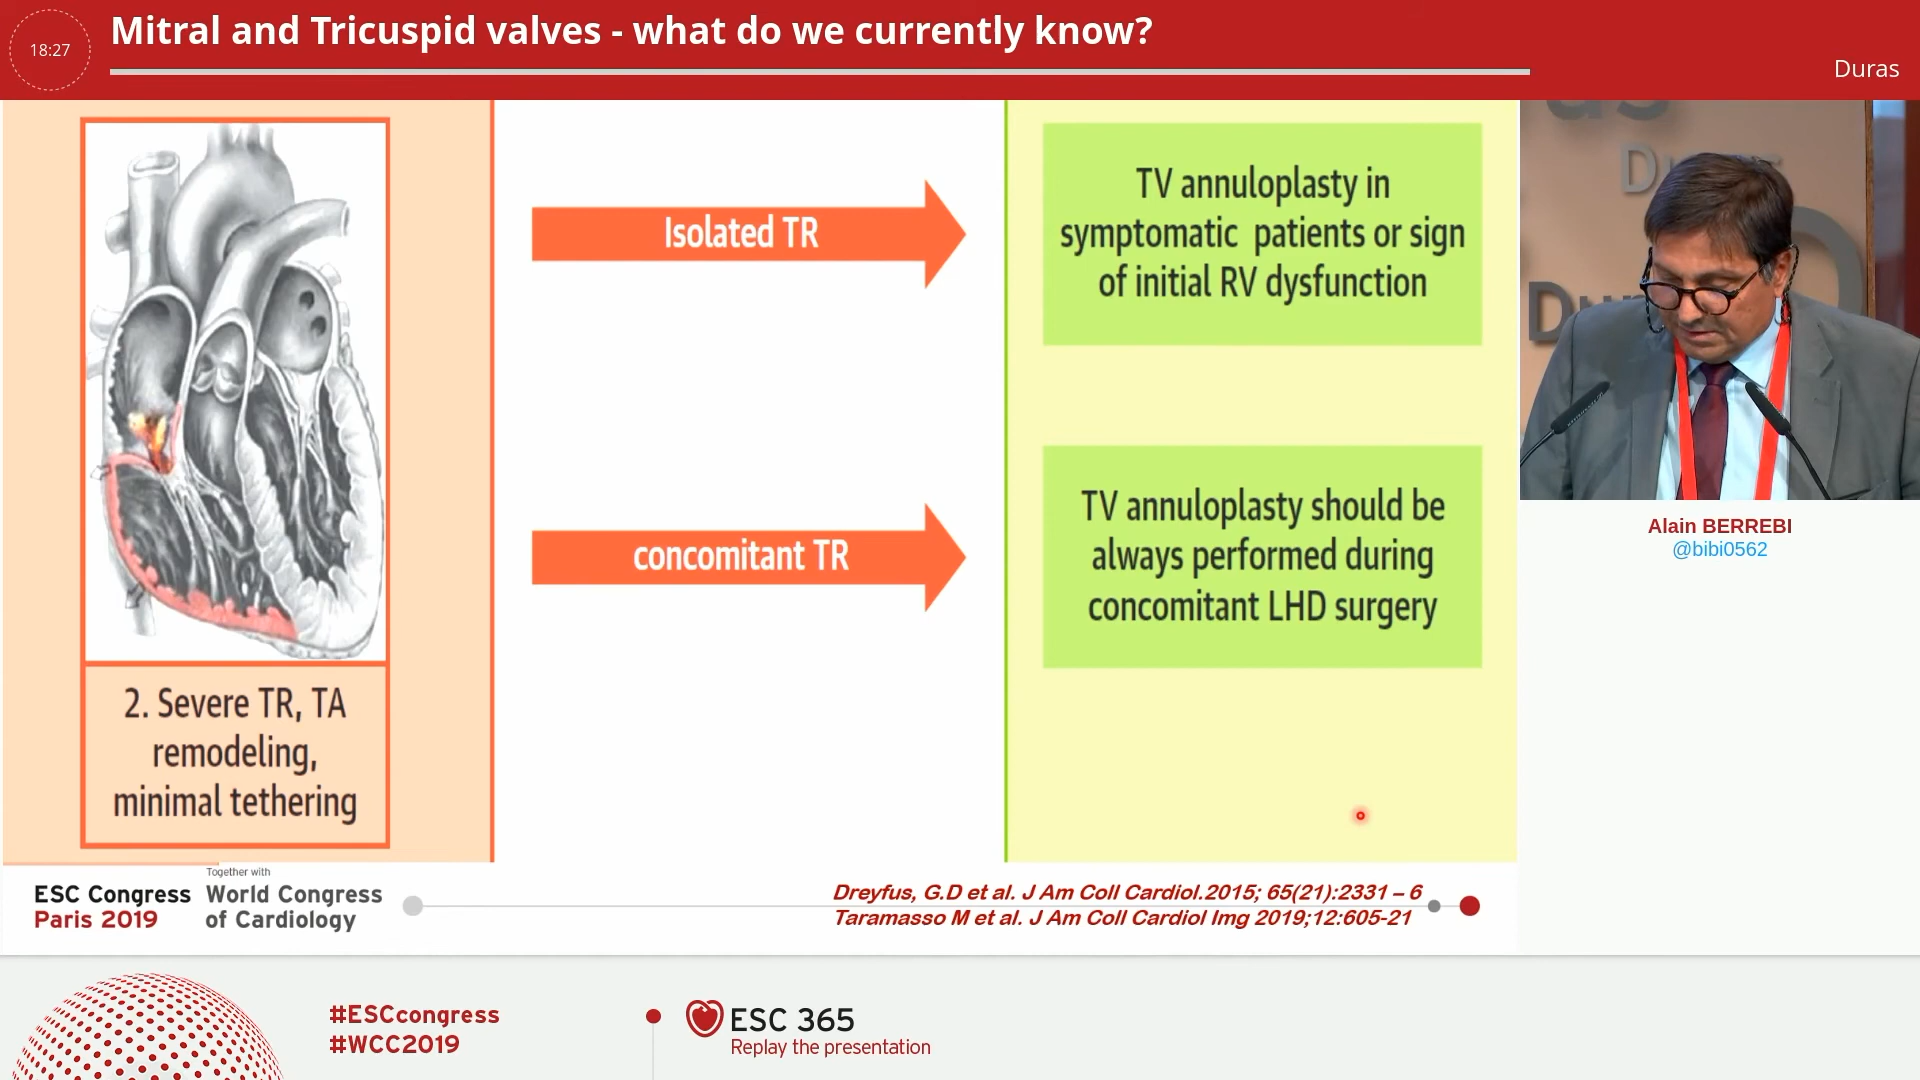 18:27
Mitral and Tricuspid valves - what do we currently know?
Duras
Isolated TR
TV annuloplasty in
symptomatic patients or sign
of initial RV dysfunction
concomitant TR
TV annuloplasty should be
always performed during
concomitant LHD surgery
2. Severe TR, TA
remodeling,
minimal tethering
Alain BERREBI
@bibi0562
ESC Congress
Paris 2019
Together with
World Congress
of Cardiology
Dreyfus, G.D et al. J Am Coll Cardiol.2015; 65(21):2331 – 6
Taramasso M et al. J Am Coll Cardiol Img 2019;12:605-21
#ESCcongress
#WCC2019
ESC 365
Replay the presentation